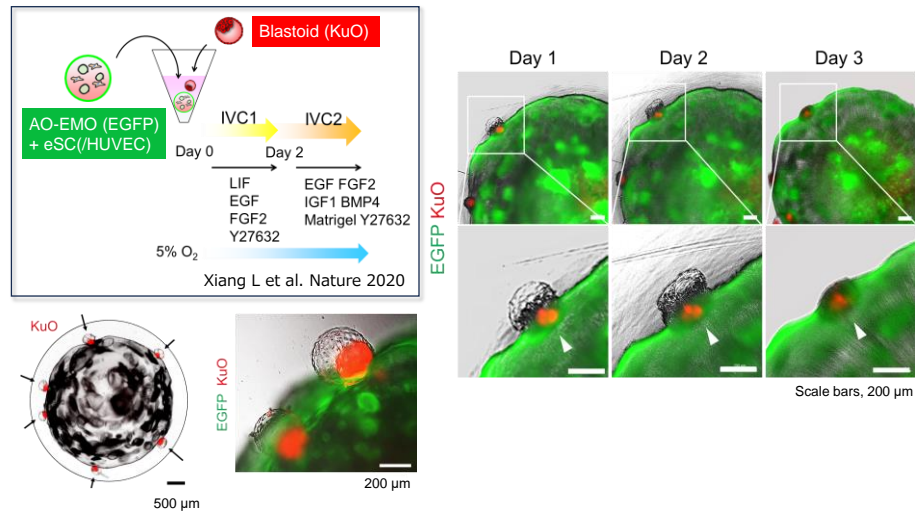 Blastoid (KuO)
AO-EMO (EGFP)
+ eSC(/HUVEC)
IVC1
IVC2
Day 0
Day 2
LIF
EGF
FGF2
Y27632
EGF FGF2
IGF1 BMP4
Matrigel Y27632
5% O₂
Xiang L et al. Nature 2020
KuO
500 µm
EGFP KuO
200 µm
Day 1
Day 2
Day 3
EGFP KuO
Scale bars, 200 µm